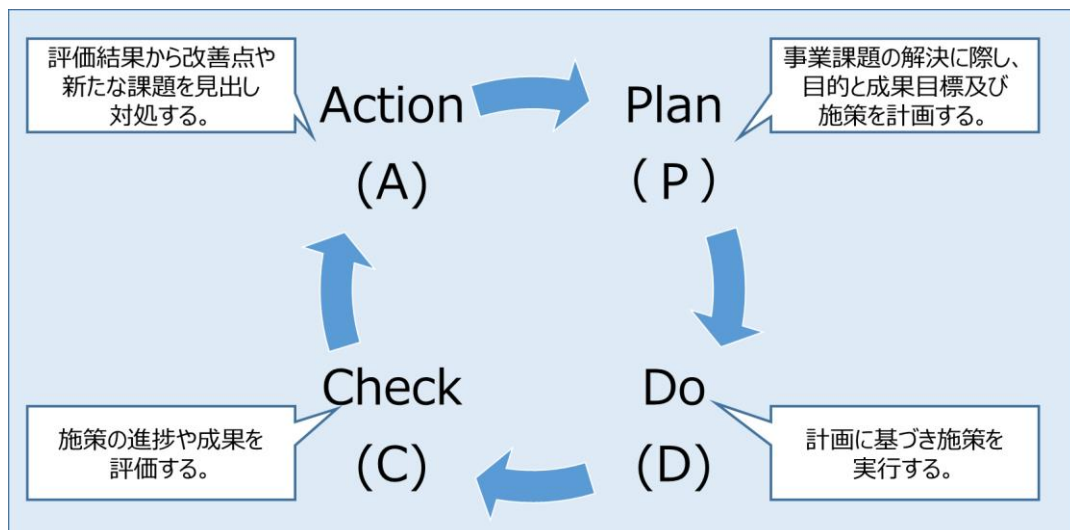 評価結果から改善点や
新たな課題を見出し
対処する。
Action
(A)
事業課題の解決に際し、
目的と成果目標及び
施策を計画する。
Plan
(P)
Check
(C)
施策の進捗や成果を
評価する。
Do
(D)
計画に基づき施策を
実行する。